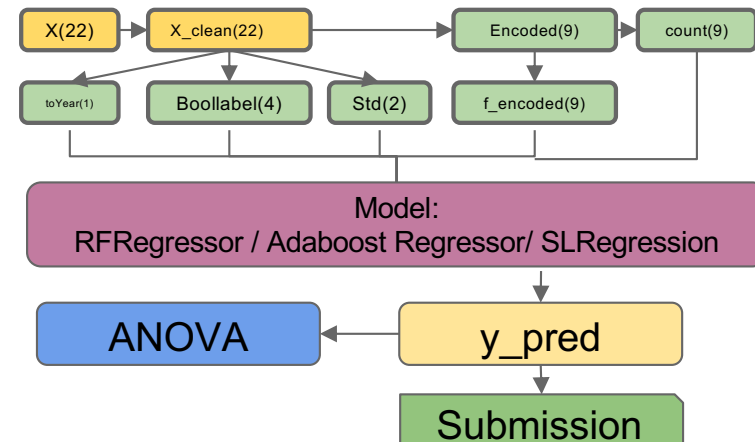 X(22)
X_clean(22)
Encoded(9)
count(9)
toYear(1)
Boollabel(4)
Std(2)
f_encoded(9)
Model:
RFRegressor / Adaboost Regressor/ SLRegression
ANOVA
y_pred
Submission